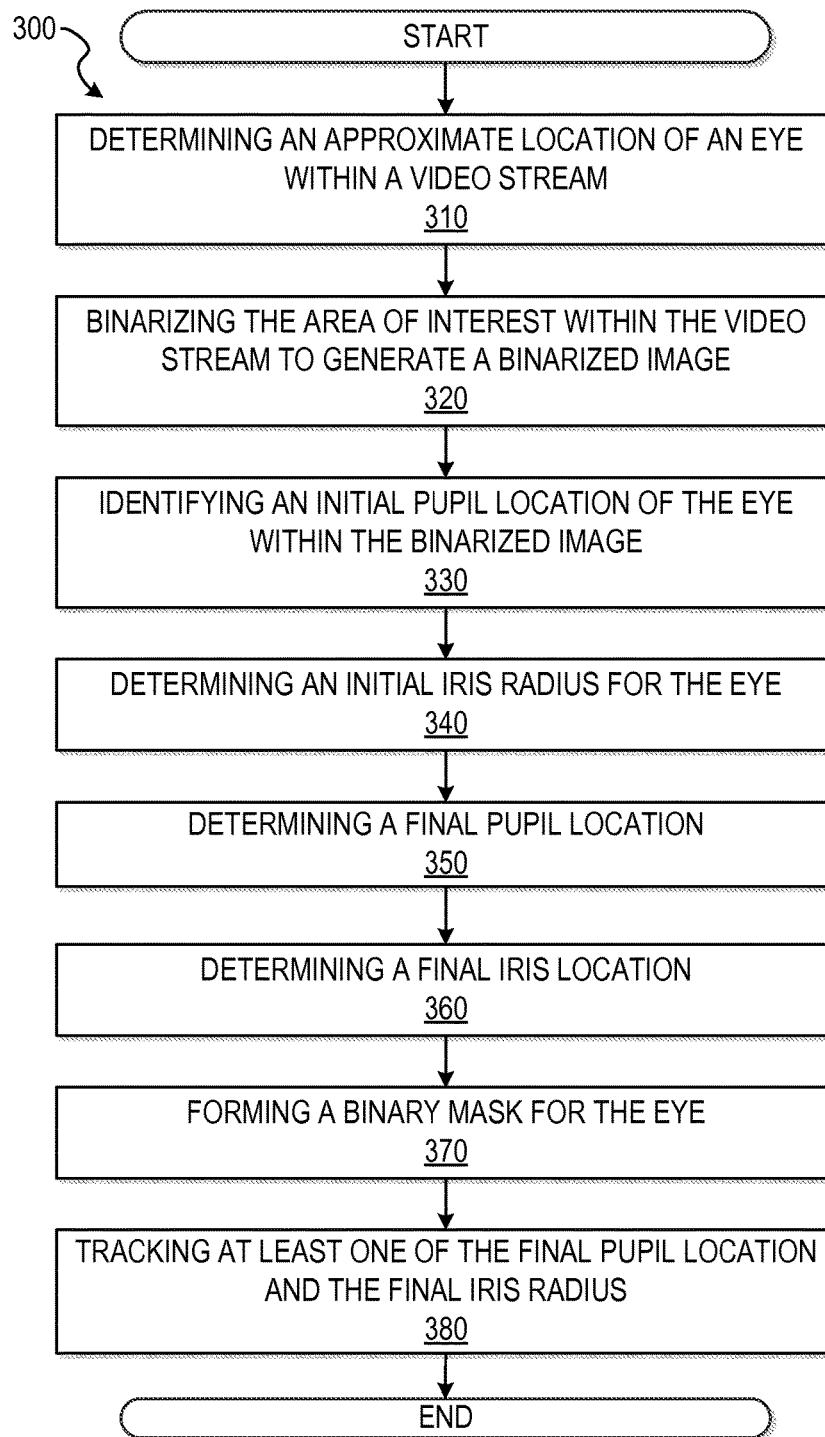 300
START
DETERMINING AN APPROXIMATE LOCATION OF AN EYE
WITHIN A VIDEO STREAM
310
BINARIZING THE AREA OF INTEREST WITHIN THE VIDEO
STREAM TO GENERATE A BINARIZED IMAGE
320
IDENTIFYING AN INITIAL PUPIL LOCATION OF THE EYE
WITHIN THE BINARIZED IMAGE
330
DETERMINING AN INITIAL IRIS RADIUS FOR THE EYE
340
DETERMINING A FINAL PUPIL LOCATION
350
DETERMINING A FINAL IRIS LOCATION
360
FORMING A BINARY MASK FOR THE EYE
370
TRACKING AT LEAST ONE OF THE FINAL PUPIL LOCATION
AND THE FINAL IRIS RADIUS
380
END